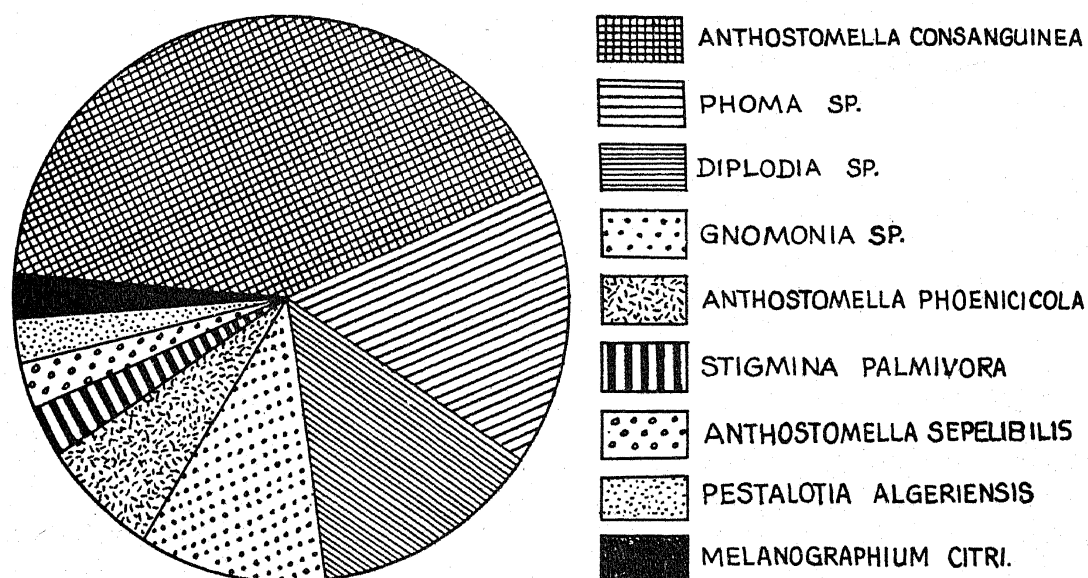 ANTHOSTOMELLA CONSANGUINEA
PHOMA SP.
DIPLODIA SP.
GNOMONIA SP.
ANTHOSTOMELLA PHOENICICOLA
STIGMINA PALMIVORA
ANTHOSTOMELLA SEPELIBILIS
PESTALOTIA ALGERIENSIS
MELANOGRAPHIUM CITRI.